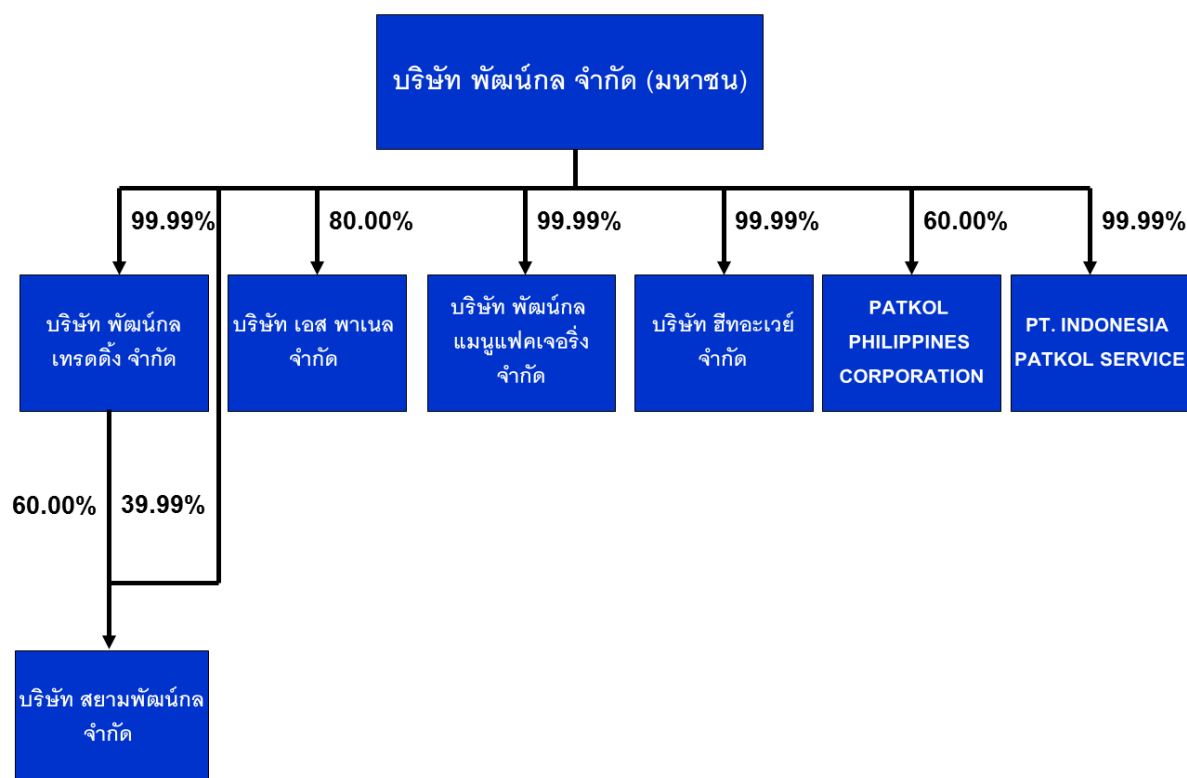 บริษัท พัฒน์กล จำกัด (มหาชน)
99.99%
80.00%
99.99%
99.99%
60.00%
99.99%
บริษัท พัฒน์กล
เทรดดิ้ง จำกัด
บริษัท เอส พาเนล
จำกัด
บริษัท พัฒน์กล
แมนูแฟคเจอริ่ง
จำกัด
บริษัท ฮีทอะเวย์
จำกัด
PATKOL
PHILIPPINES
CORPORATION
PT. INDONESIA
PATKOL SERVICE
60.00%
39.99%
บริษัท สยามพัฒน์กล
จำกัด